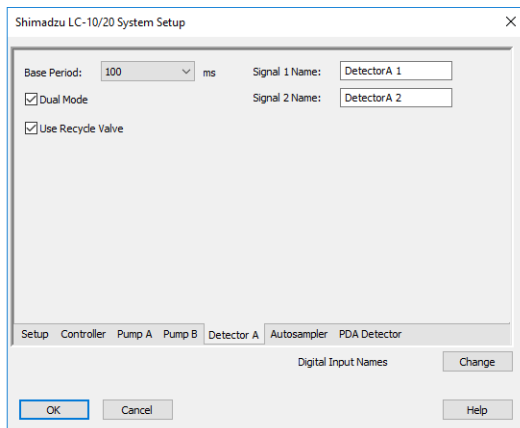 Shimadzu LC-10/20 System Setup
Base Period: 100 ms Signal 1 Name: DetectorA 1
Dual Mode Signal 2 Name: DetectorA 2
Use Recycle Valve
Setup Controller Pump A Pump B Detector A Autosampler PDA Detector
Digital Input Names Change
OK Cancel Help